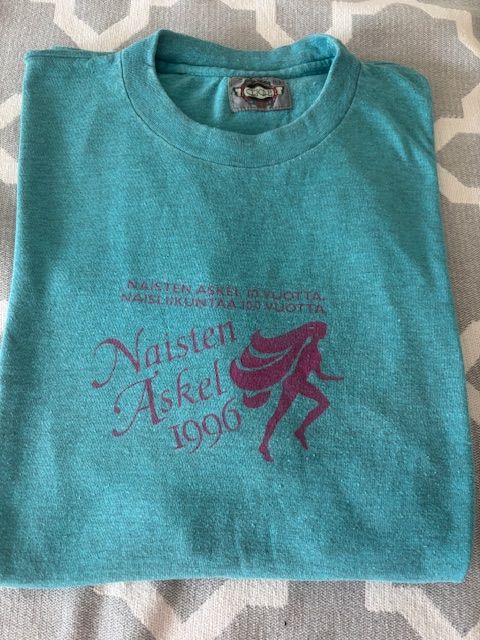 NAISTEN ASKEL 10 VUOTTA.
NAISLIIKUNTAA 100 VUOTTA.
Naisten
Askel
1996